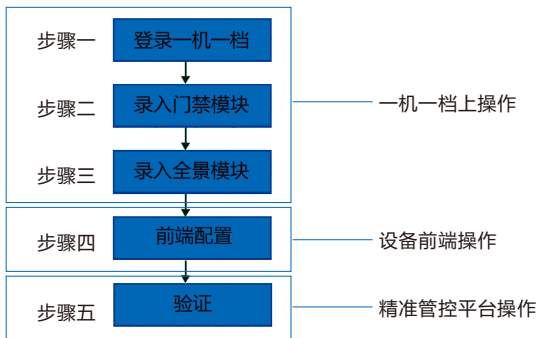 步骤一
登录一机一档
步骤二
录入门禁模块
一机一档上操作
步骤三
录入全景模块
步骤四
前端配置
设备前端操作
步骤五
验证
精准管控平台操作